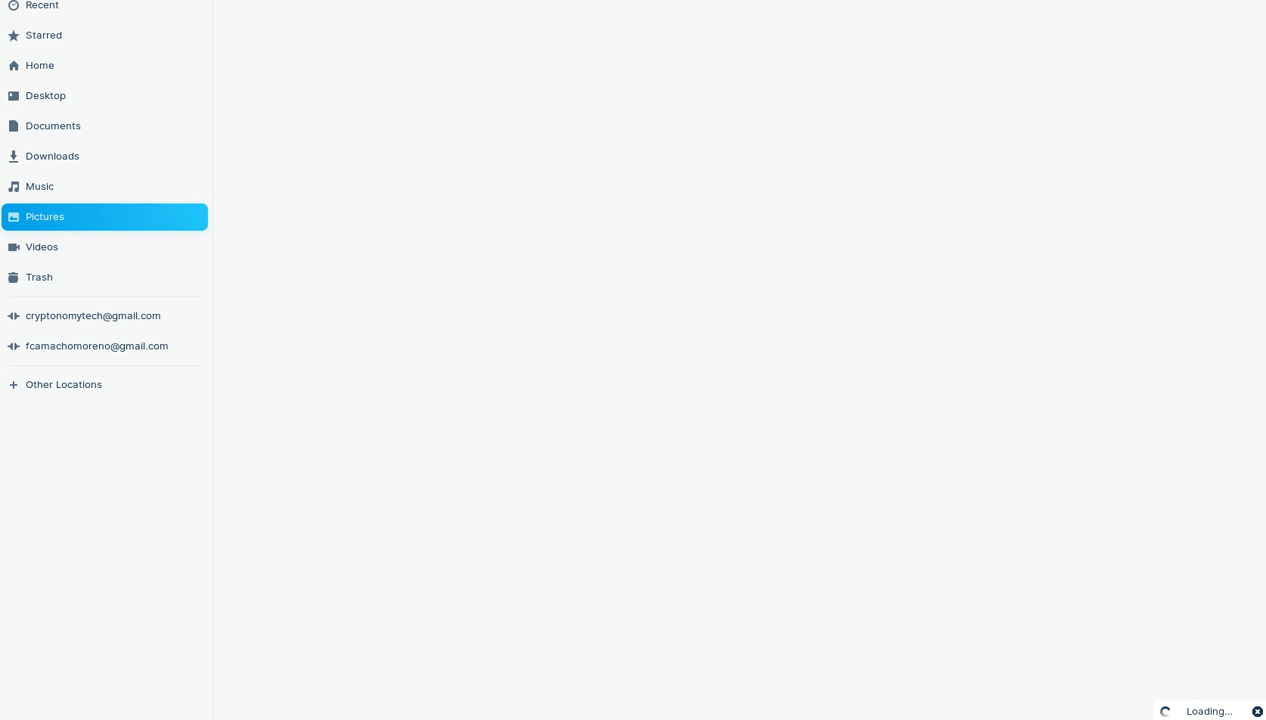 Recent
Starred
Home
Desktop
Documents
Downloads
Music
Pictures
Videos
Trash
cryptonomytech@gmail.com
fcamachomoreno@gmail.com
Other Locations
Loading...